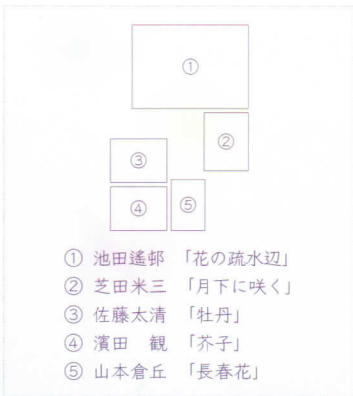 ①
②
③
④
⑤
① 池田遙邨 「花の疏水辺」
② 芝田米三 「月下に咲く」
③ 佐藤太清 「牡丹」
④ 濱田 観 「芥子」
⑤ 山本倉丘 「長春花」